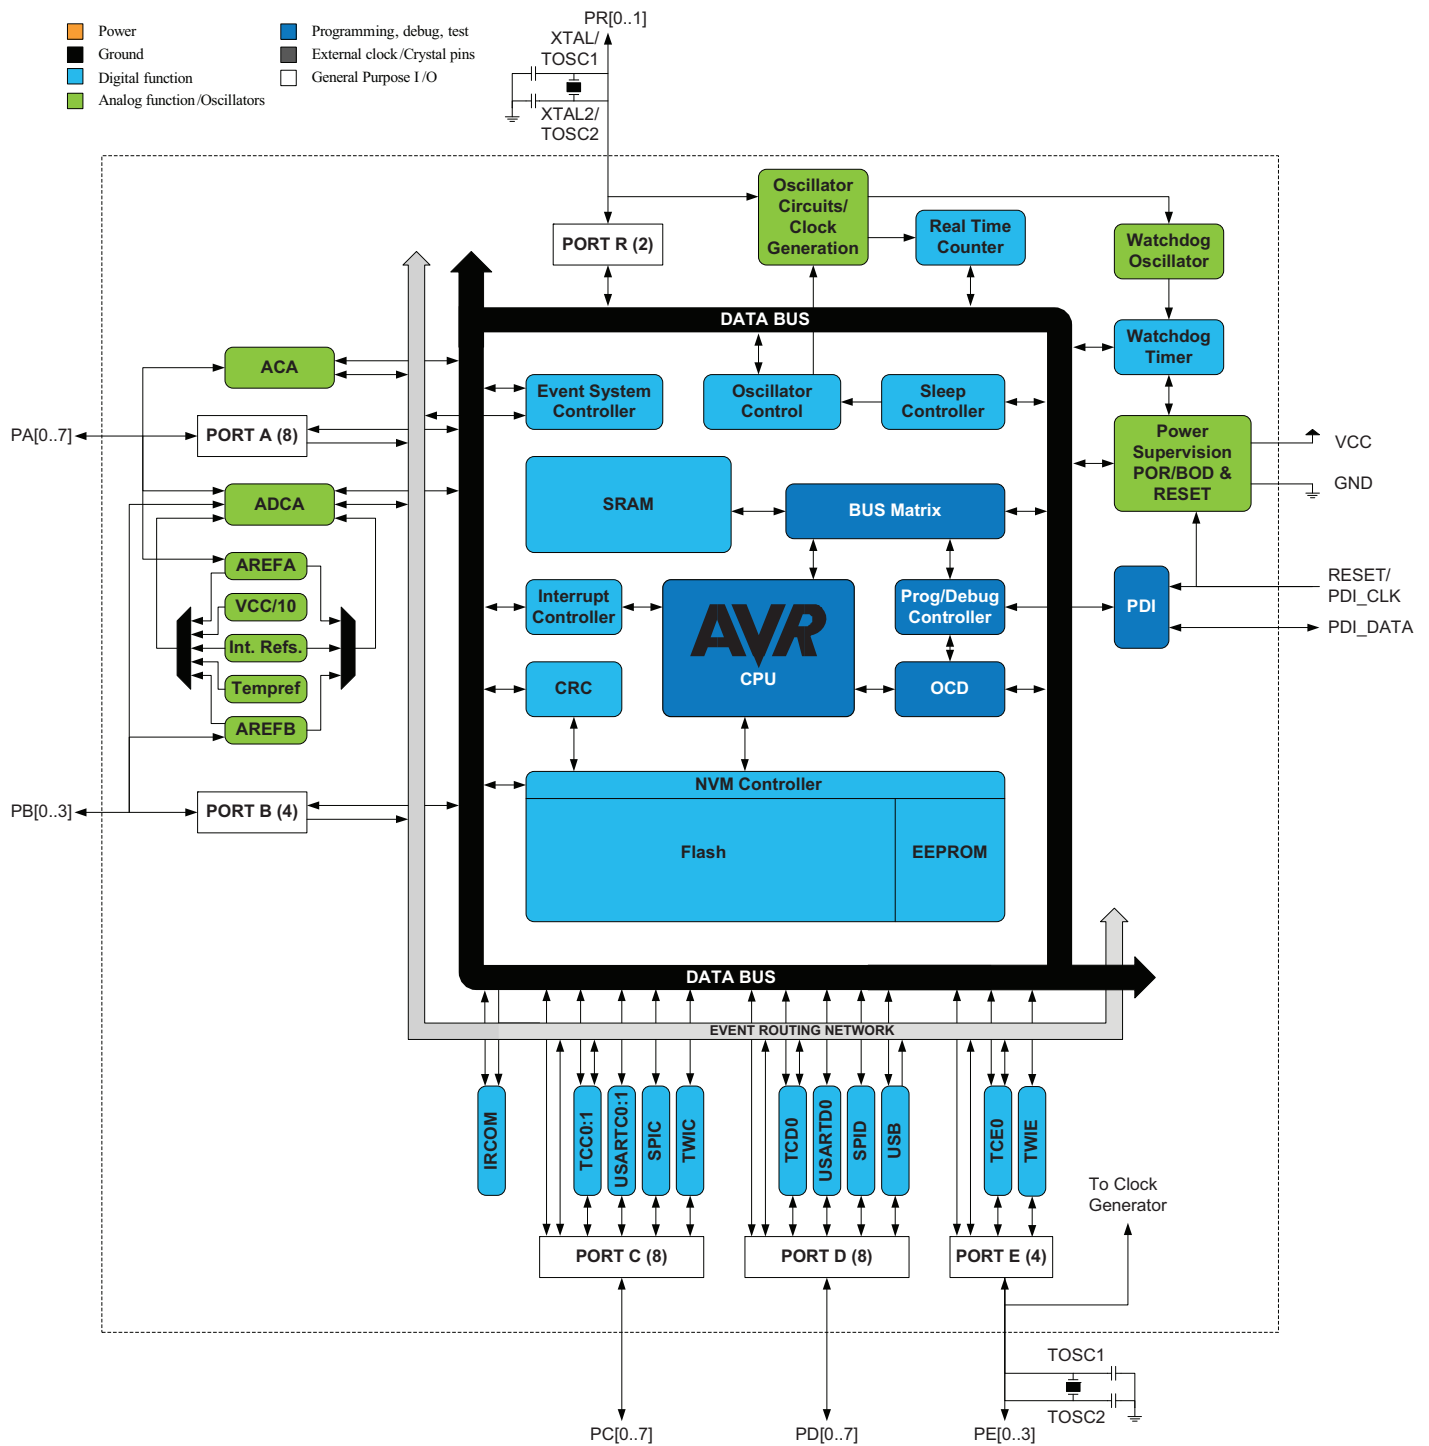 Power
Ground
Digital function
Analog function/Oscillators
Programming, debug, test
External clock/Crystal pins
General Purpose I/O
PR[0..1]
XTAL/
TOSC1
XTAL2/
TOSC2
Oscillator
Circuits/
Clock
Generation
Real Time
Counter
Watchdog
Oscillator
PORT R (2)
DATA BUS
Watchdog
Timer
ACA
Event System
Controller
Oscillator
Control
Sleep
Controller
PA[0..7]
PORT A (8)
Power
Supervision
POR/BOD &
RESET
VCC
GND
ADCA
SRAM
BUS Matrix
AREFA
VCC/10
Int. Refs.
Tempref
AREFB
Interrupt
Controller
AVR
CPU
Prog/Debug
Controller
PDI
RESET/
PDI_CLK
PDI_DATA
CRC
OCD
NVM Controller
Flash
EEPROM
PB[0..3]
PORT B (4)
DATA BUS
EVENT ROUTING NETWORK
IRCOM
TCC0:1
USARTC0:1
SPIC
TWIC
TCD0
USARTD0
SPID
USB
TCE0
TWIE
To Clock
Generator
PORT C (8)
PORT D (8)
PORT E (4)
TOSC1
TOSC2
PC[0..7]
PD[0..7]
PE[0..3]